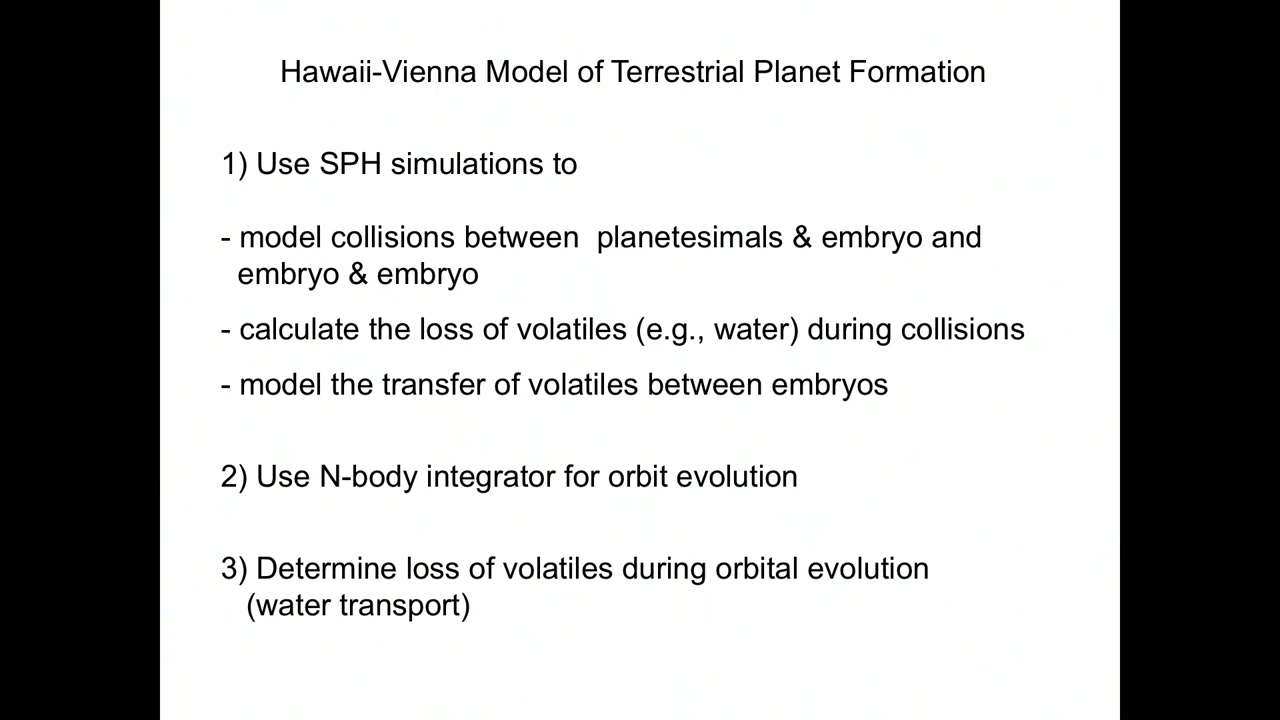 Hawaii-Vienna Model of Terrestrial Planet Formation
1) Use SPH simulations to
- model collisions between planetesimals & embryo and
embryo & embryo
- calculate the loss of volatiles (e.g., water) during collisions
- model the transfer of volatiles between embryos
2) Use N-body integrator for orbit evolution
3) Determine loss of volatiles during orbital evolution
(water transport)